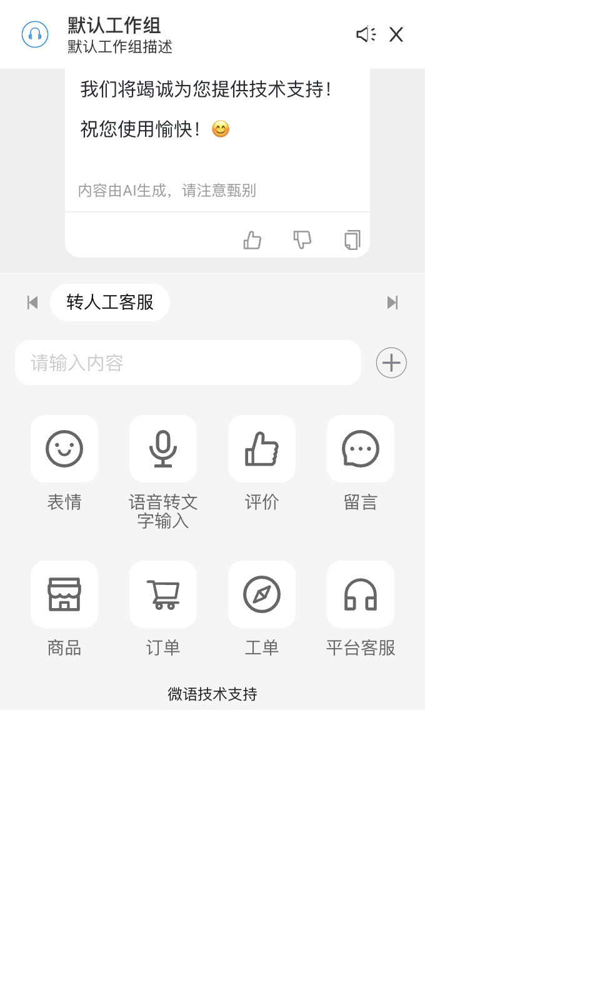 默认工作组
默认工作组描述
我们将竭诚为您提供技术支持！
祝您使用愉快！😊
内容由AI生成，请注意甄别
转人工客服
请输入内容
表情
语音转文
字输入
评价
留言
商品
订单
工单
平台客服
微语技术支持